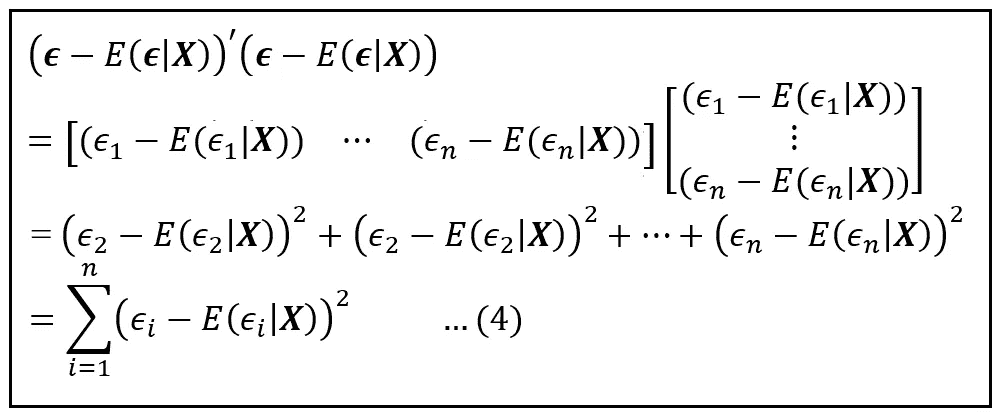 (ϵ − E(ϵ|X))′(ϵ − E(ϵ|X))
= [(ϵ₁ − E(ϵ₁|X)) ⋯ (ϵₙ − E(ϵₙ|X))] [(ϵ₁ − E(ϵ₁|X)) ⋮ (ϵₙ − E(ϵₙ|X))]
= (ϵ₂ − E(ϵ₂|X))² + (ϵ₂ − E(ϵ₂|X))² + ⋯ + (ϵₙ − E(ϵₙ|X))²
= ∑ᵢ₌₁ⁿ (ϵᵢ − E(ϵᵢ|X))² … (4)